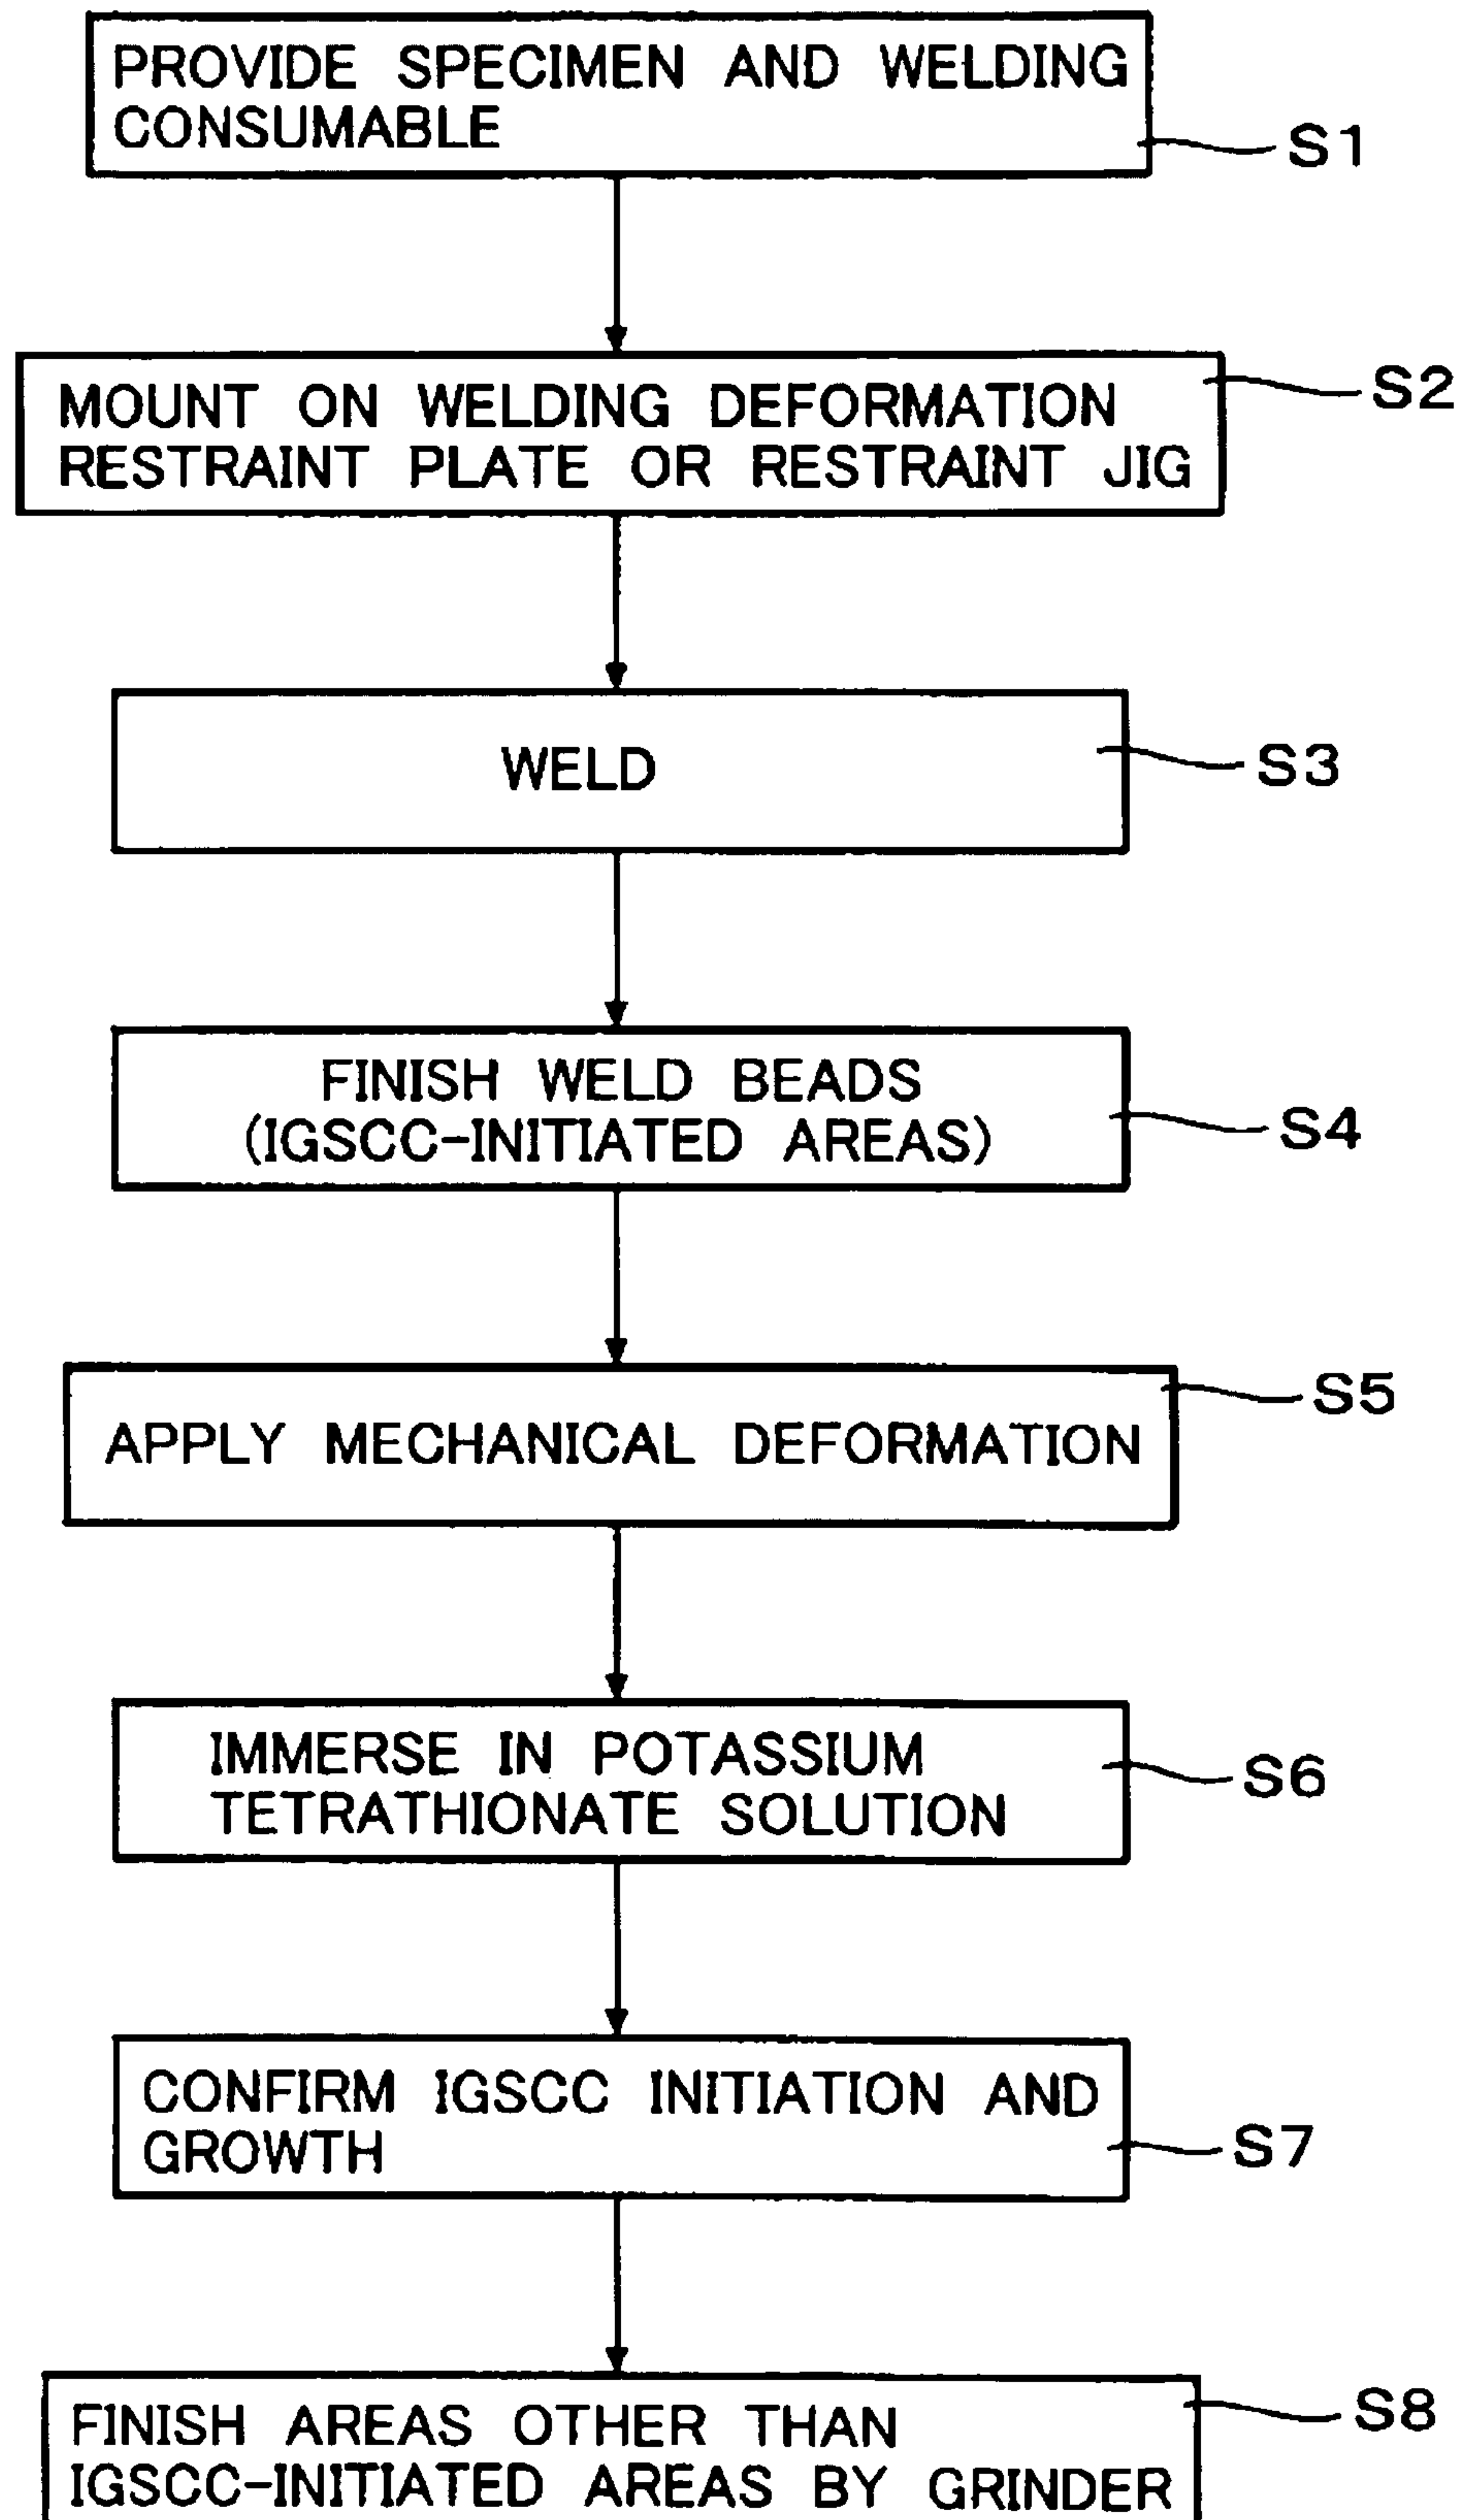 PROVIDE SPECIMEN AND WELDING
CONSUMABLE
S1
MOUNT ON WELDING DEFORMATION
RESTRAINT PLATE OR RESTRAINT JIG
S2
WELD
S3
FINISH WELD BEADS
(IGSCC-INITIATED AREAS)
S4
APPLY MECHANICAL DEFORMATION
S5
IMMERSE IN POTASSIUM
TETRATHIONATE SOLUTION
S6
CONFIRM IGSCC INITIATION AND
GROWTH
S7
FINISH AREAS OTHER THAN
IGSCC-INITIATED AREAS BY GRINDER
S8